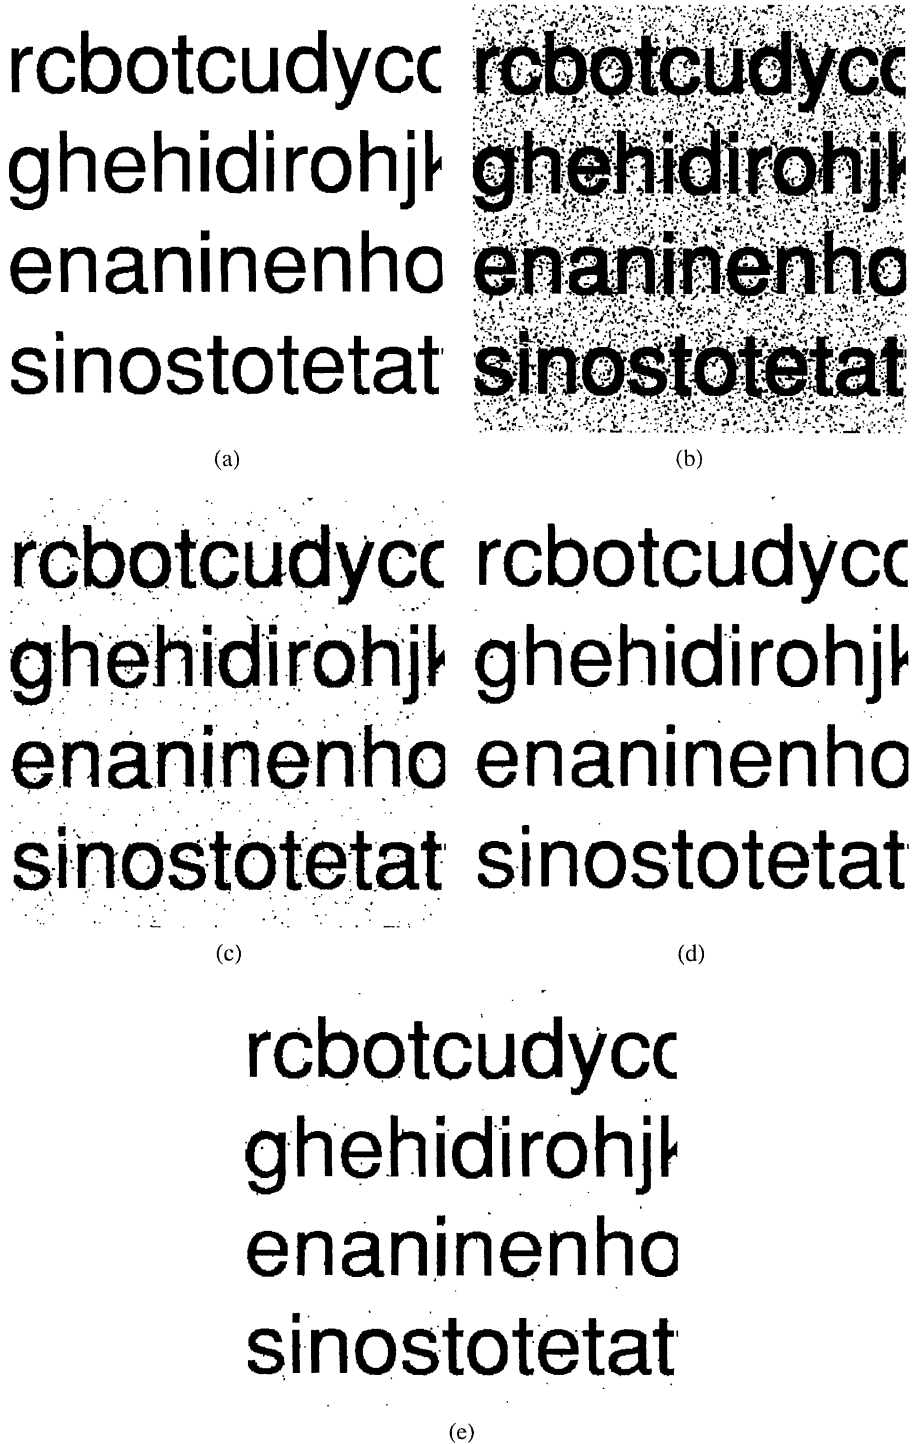 rcbotcudycc
ghehidirohjk
enaninenho
sinostotetat
(a)
rcbotcudycc
ghehidirohjk
enaninenho
sinostotetat
(b)
rcbotcudycc
ghehidirohjk
enaninenho
sinostotetat
(c)
rcbotcudycc
ghehidirohjk
enaninenho
sinostotetat
(d)
rcbotcudycc
ghehidirohjk
enaninenho
sinostotetat
(e)